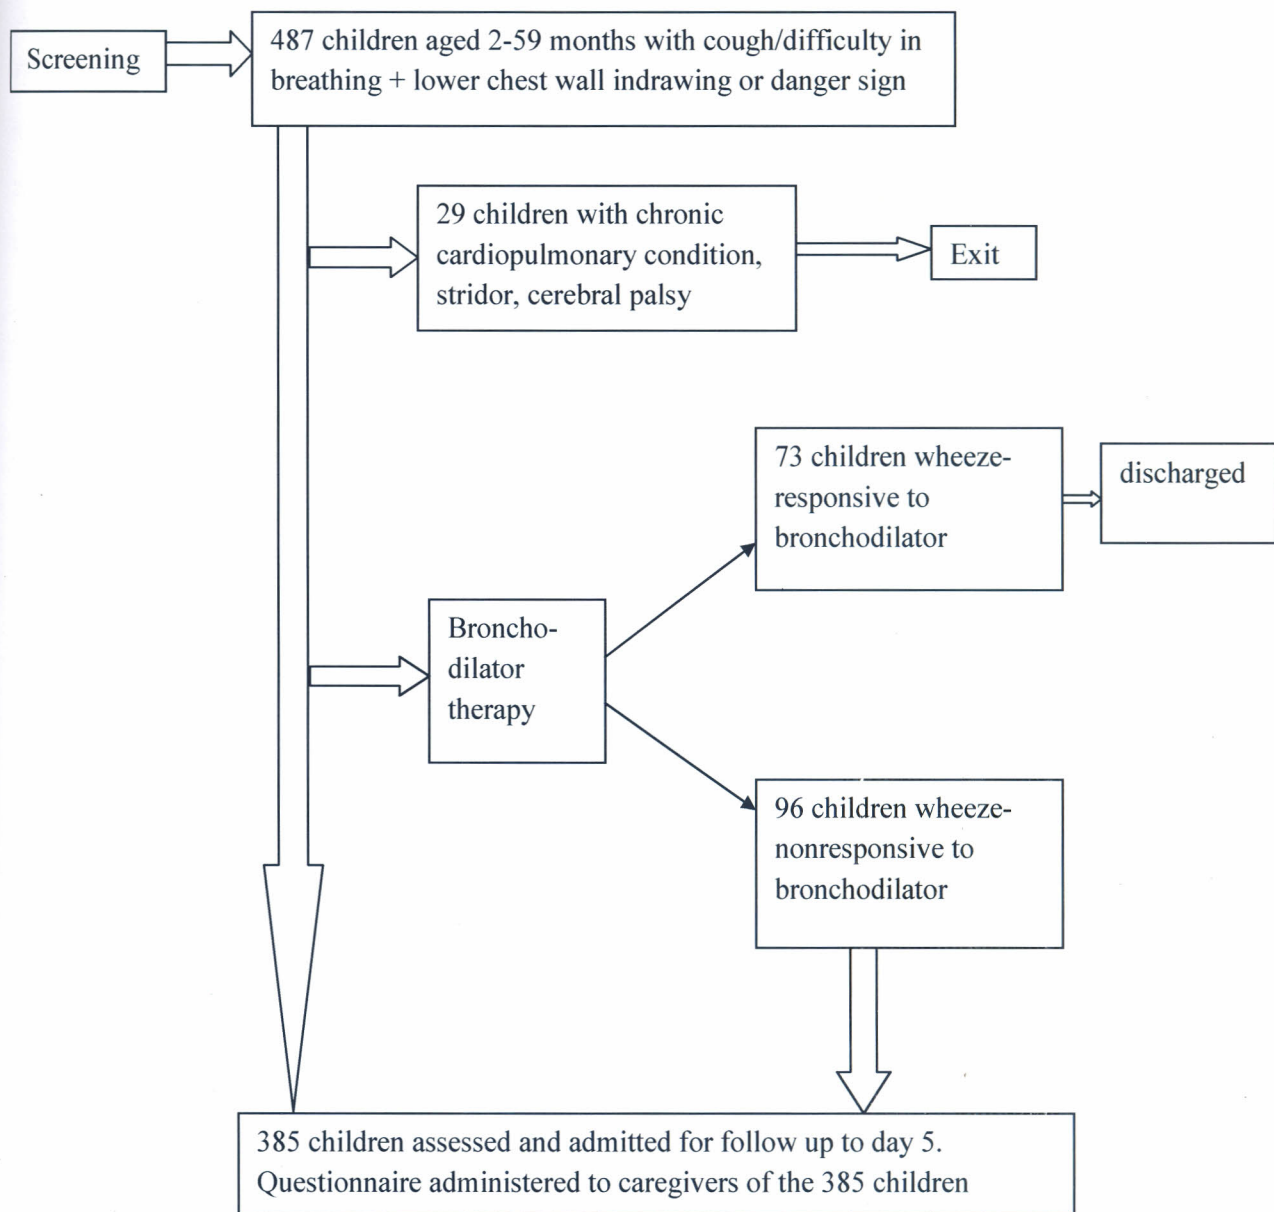 Screening
487 children aged 2-59 months with cough/difficulty in
breathing + lower chest wall indrawing or danger sign
29 children with chronic
cardiopulmonary condition,
stridor, cerebral palsy
Exit
73 children wheeze-
responsive to
bronchodilator
discharged
Broncho-
dilator
therapy
96 children wheeze-
nonresponsive to
bronchodilator
385 children assessed and admitted for follow up to day 5.
Questionnaire administered to caregivers of the 385 children